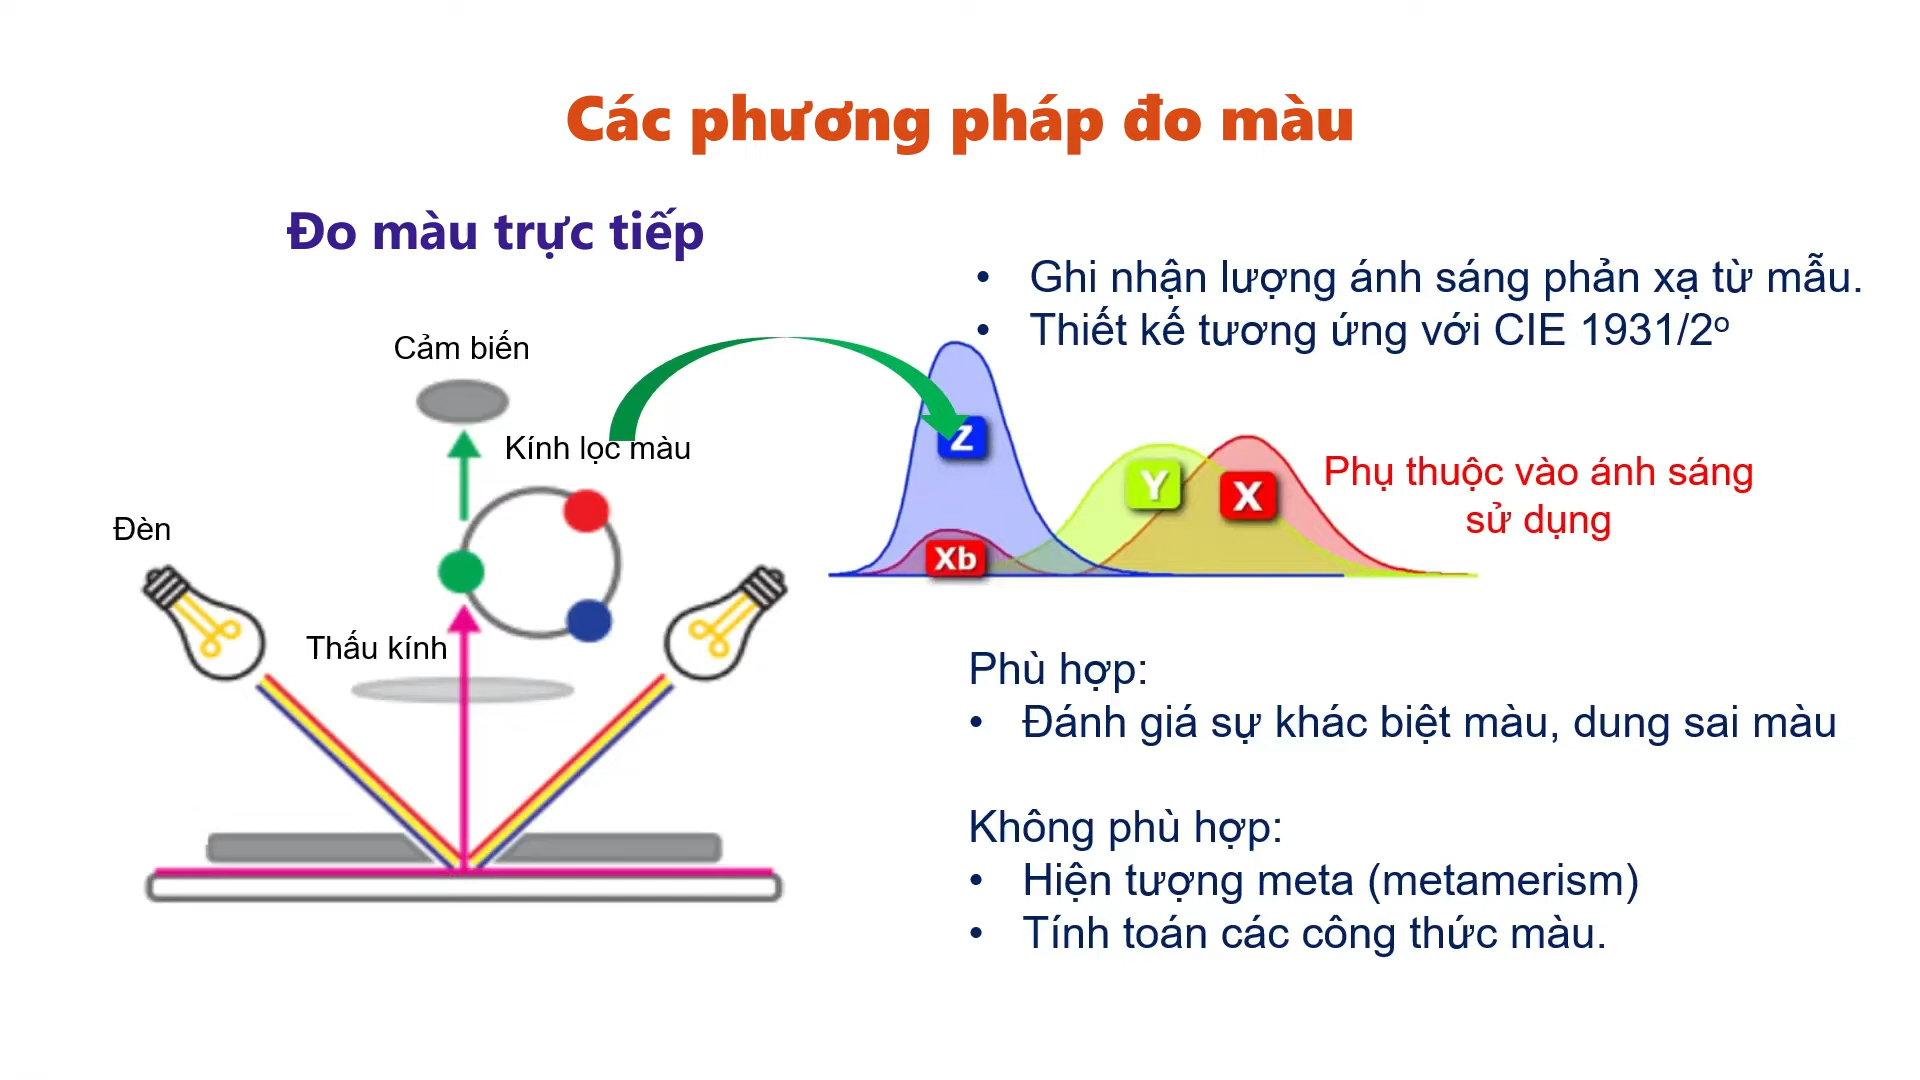 Các phương pháp đo màu
Đo màu trực tiếp
• Ghi nhận lượng ánh sáng phản xạ từ mẫu.
• Thiết kế tương ứng với CIE 1931/2º
Cảm biến
Kính lọc màu
Đèn
Thấu kính
Z
Y
X
Xb
Phụ thuộc vào ánh sáng
sử dụng
Phù hợp:
• Đánh giá sự khác biệt màu, dung sai màu
Không phù hợp:
• Hiện tượng meta (metamerism)
• Tính toán các công thức màu.